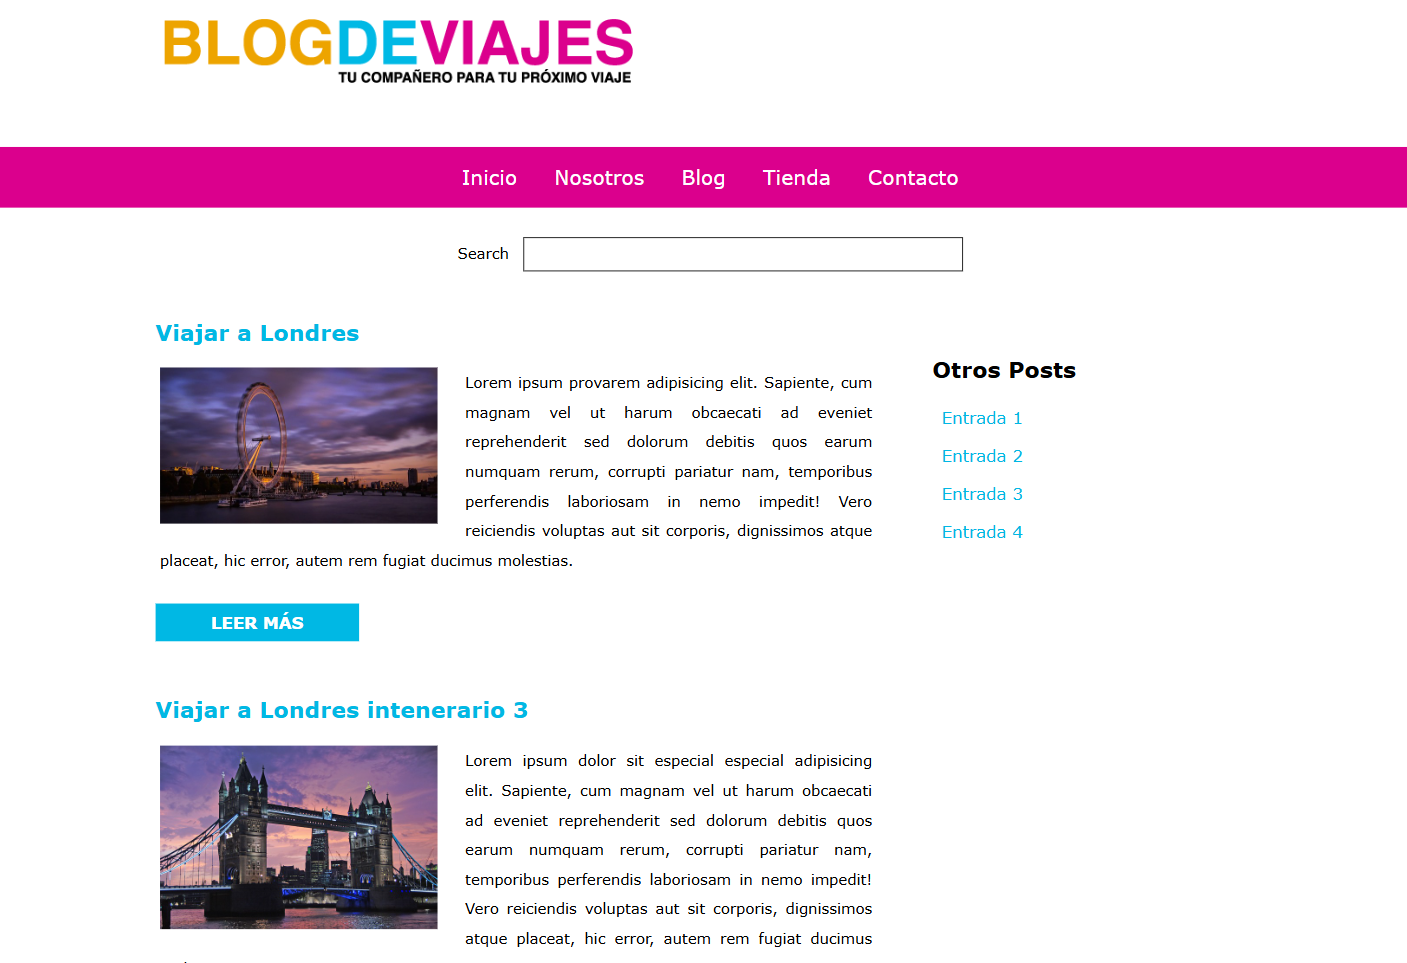 BLOGDEVIAJES
TU COMPAÑERO PARA TU PRÓXIMO VIAJE
Inicio Nosotros Blog Tienda Contacto
Search
Viajar a Londres
Lorem ipsum provarem adipisicing elit. Sapiente, cum
magnam vel ut harum obcaecati ad eveniet
reprehenderit sed dolorum debitis quos earum
numquam rerum, corrupti pariatur nam, temporibus
perferendis laboriosam in nemo impedit! Vero
reiciendis voluptas aut sit corporis, dignissimos atque
placeat, hic error, autem rem fugiat ducimus molestias.
LEER MÁS
Viajar a Londres intenerario 3
Lorem ipsum dolor sit especial especial adipisicing
elit. Sapiente, cum magnam vel ut harum obcaecati
ad eveniet reprehenderit sed dolorum debitis quos
earum numquam rerum, corrupti pariatur nam,
temporibus perferendis laboriosam in nemo impedit!
Vero reiciendis voluptas aut sit corporis, dignissimos
atque placeat, hic error, autem rem fugiat ducimus
Otros Posts
Entrada 1
Entrada 2
Entrada 3
Entrada 4